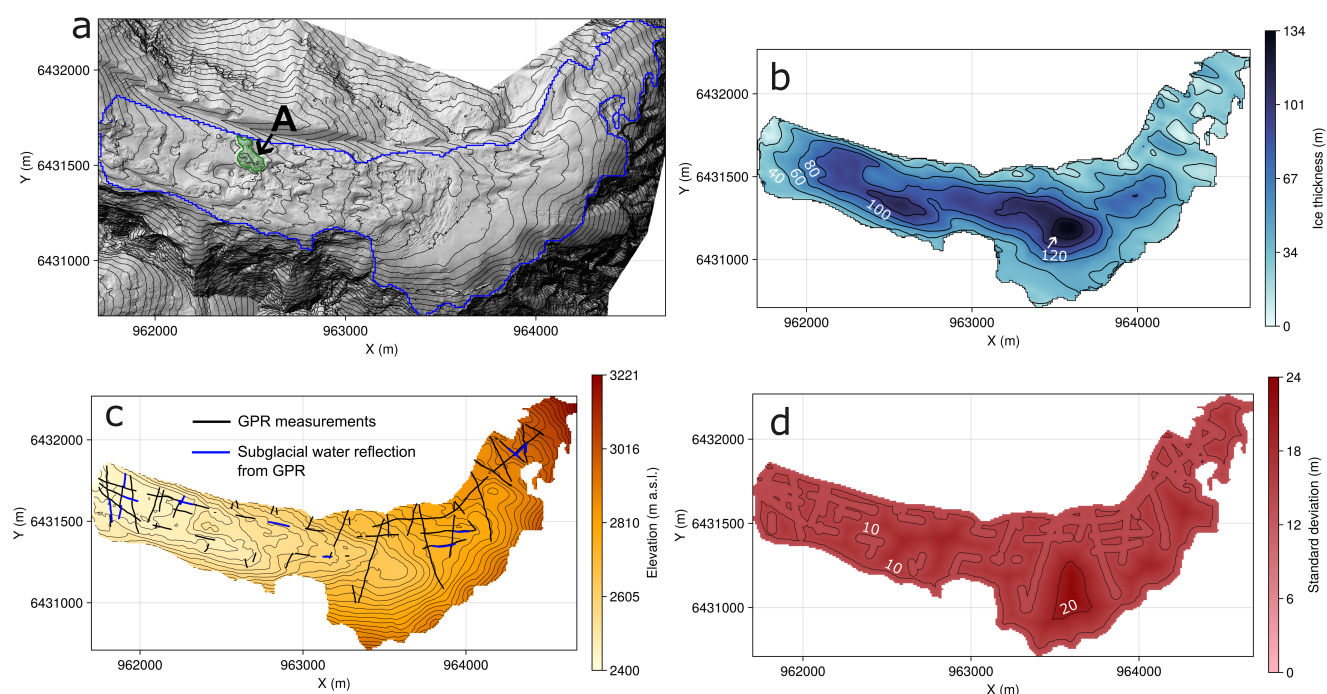 a
A
6432000
6431500
6431000
Y (m)
962000 963000 964000
X (m)
b
6432000
6431500
6431000
Y (m)
40 60 80 100 120
962000 963000 964000
X (m)
134
101
67
34
0
Ice thickness (m)
c
GPR measurements
Subglacial water reflection
from GPR
6432000
6431500
6431000
Y (m)
962000 963000 964000
X (m)
3221
3016
2810
2605
2400
Elevation (m a.s.l.)
d
6432000
6431500
6431000
Y (m)
10
10
20
962000 963000 964000
X (m)
24
18
12
6
0
Standard deviation (m)